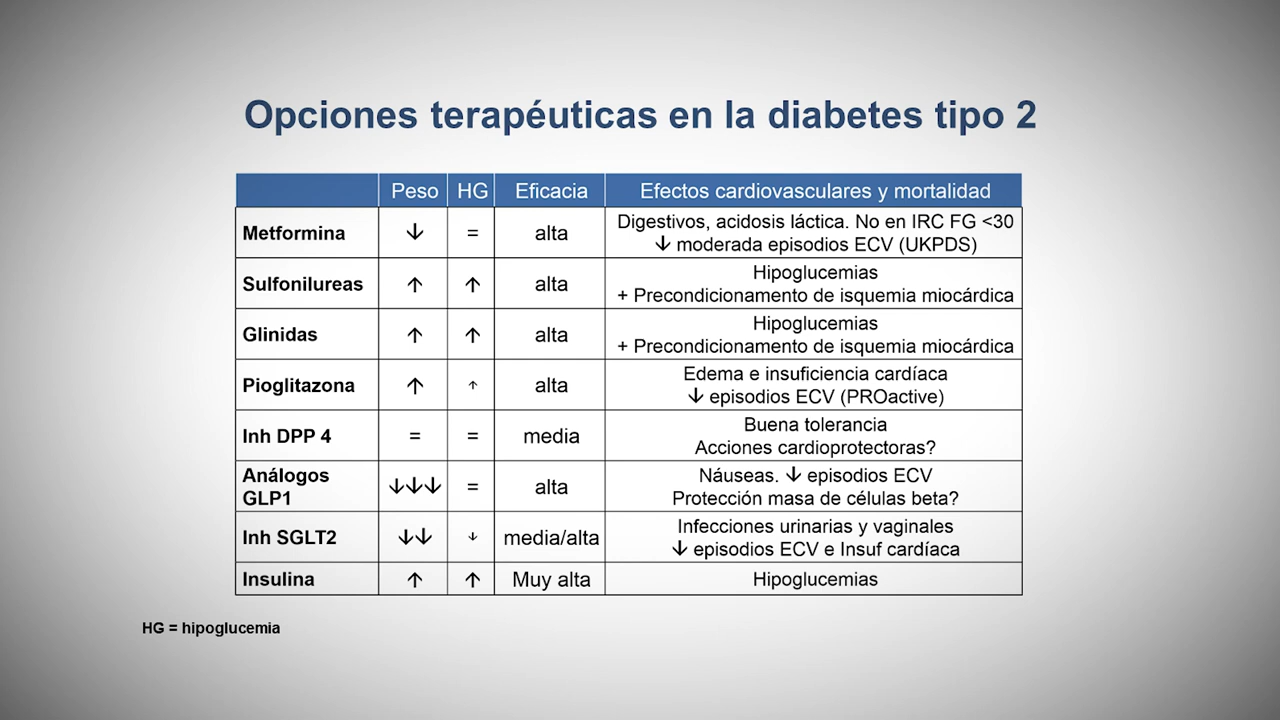 Opciones terapéuticas en la diabetes tipo 2
Peso HG Eficacia Efectos cardiovasculares y mortalidad
Metformina ↓ = alta Digestivos, acidosis láctica. No en IRC FG <30
↓ moderada episodios ECV (UKPDS)
Sulfonilureas ↑ ↑ alta Hipoglucemias
+ Precondicionamento de isquemia miocárdica
Glinidas ↑ ↑ alta Hipoglucemias
+ Precondicionamento de isquemia miocárdica
Pioglitazona ↑ ↑ alta Edema e insuficiencia cardíaca
↓ episodios ECV (PROactive)
Inh DPP 4 = = media Buena tolerancia
Acciones cardioprotectoras?
Análogos
GLP1 ↓↓↓ = alta Náuseas. ↓ episodios ECV
Protección masa de células beta?
Inh SGLT2 ↓↓ ↓ media/alta Infecciones urinarias y vaginales
↓ episodios ECV e Insuf cardíaca
Insulina ↑ ↑ Muy alta Hipoglucemias
HG = hipoglucemia